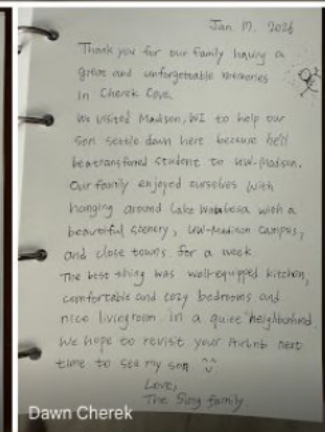 Jan. 17. 2026
Thank you for our family having a
great and unforgettable memories
in Cherek Cove.
We visited Madison, WI to help our
son settle down here because he'll
be a transferred student to UW-Madison.
Our family enjoyed ourselves with
hanging around Lake Waubesa with a
beautiful scenery, UW-Madison campus,
and close towns for a week.
The best thing was well-equipped kitchen,
comfortable and cozy bedrooms and
nice livingroom in a quiet neighborhood.
We hope to revisit your Airbnb next
time to see my son ^^
Love,
The Song family.
Dawn Cherek